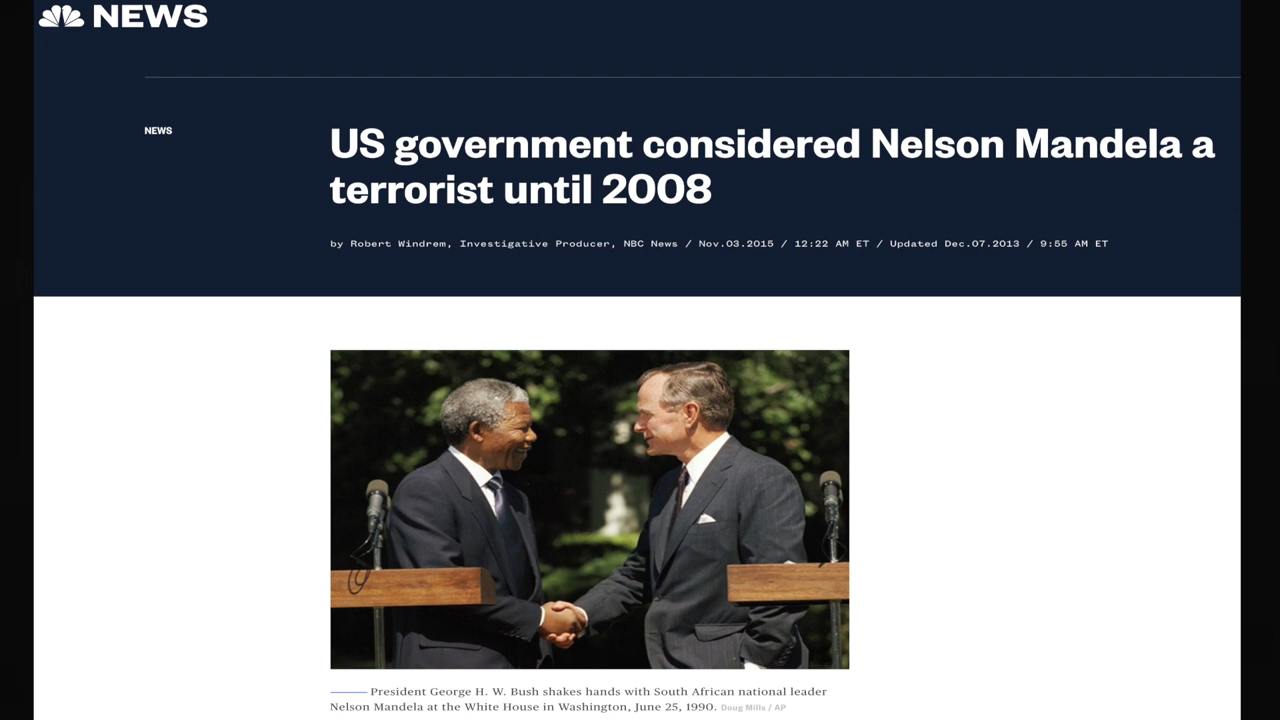 NEWS
NEWS
US government considered Nelson Mandela a
terrorist until 2008
by Robert Windrem, Investigative Producer, NBC News / Nov.03.2015 / 12:22 AM ET / Updated Dec.07.2013 / 9:55 AM ET
President George H. W. Bush shakes hands with South African national leader
Nelson Mandela at the White House in Washington, June 25, 1990. Doug Mills / AP